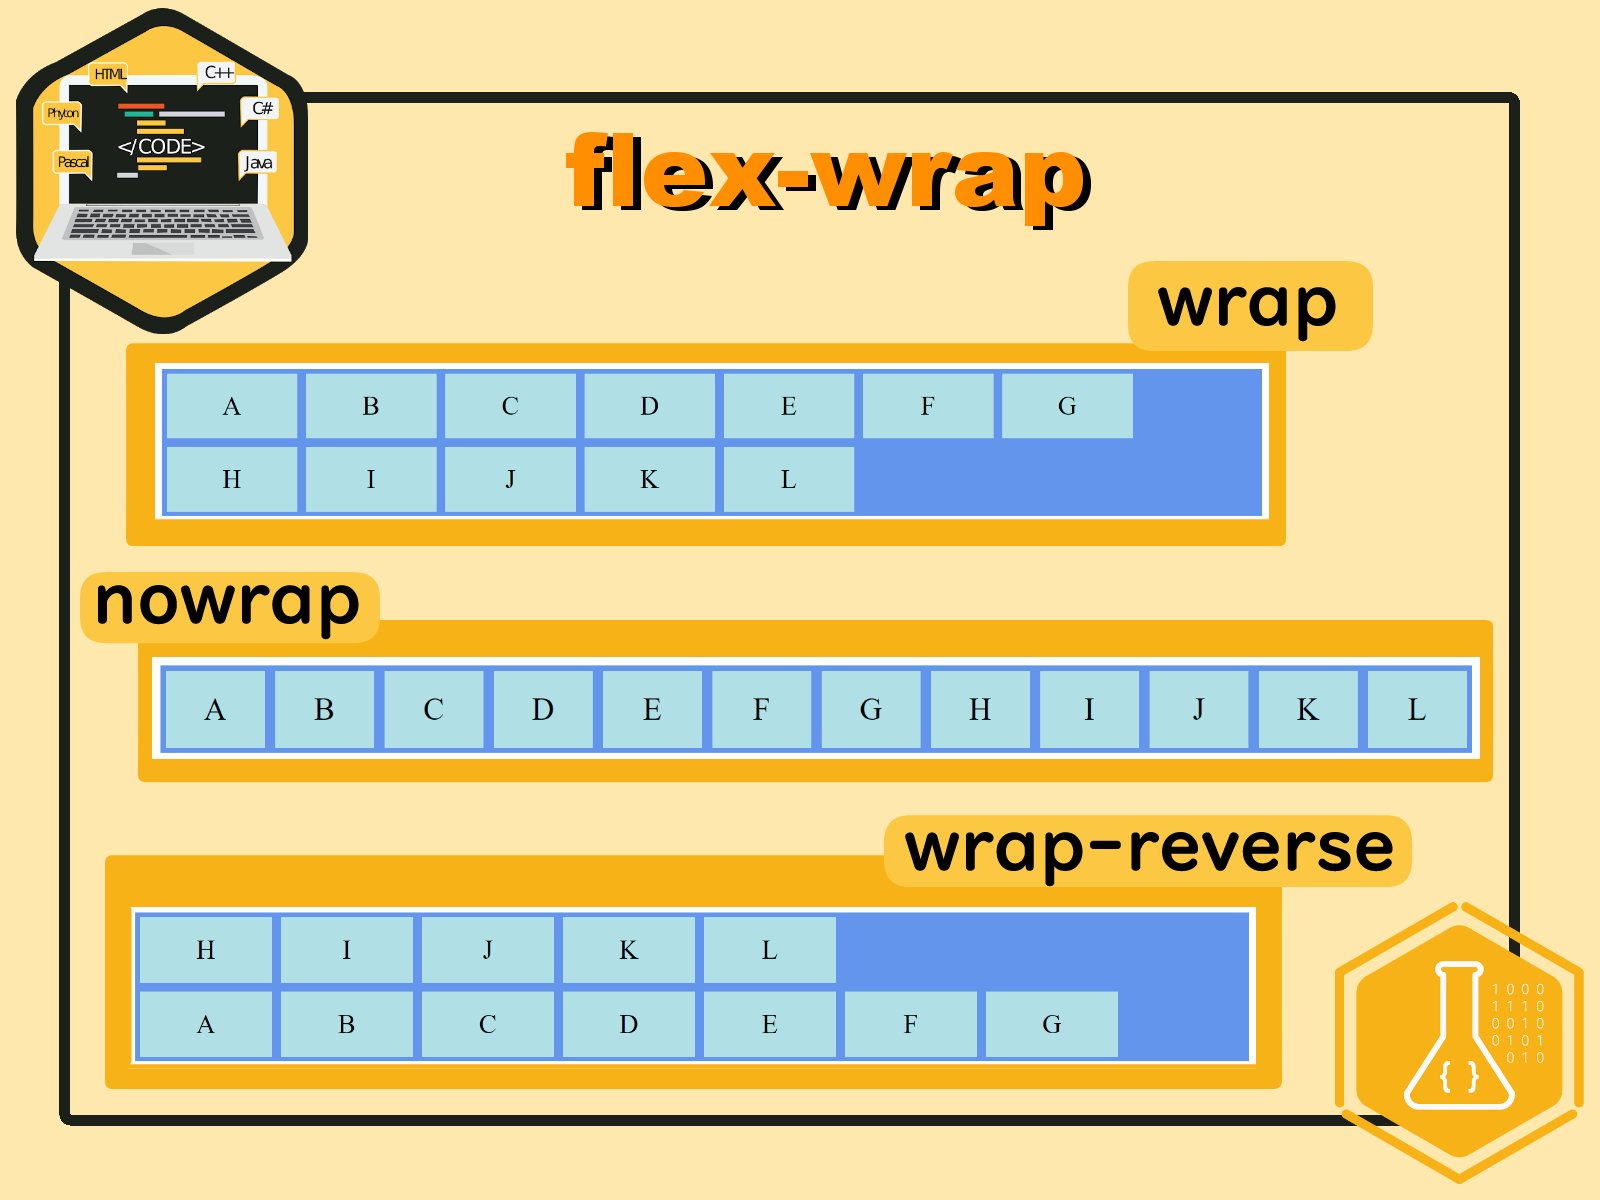 HTML
C++
Phyton
C#
</CODE>
Pascal
Java
flex-wrap
wrap
A B C D E F G
H I J K L
nowrap
A B C D E F G H I J K L
wrap-reverse
H I J K L
A B C D E F G
1 0 0 0
1 1 1 0
0 0 1 0
0 1 0 1
0 1 0
{ }